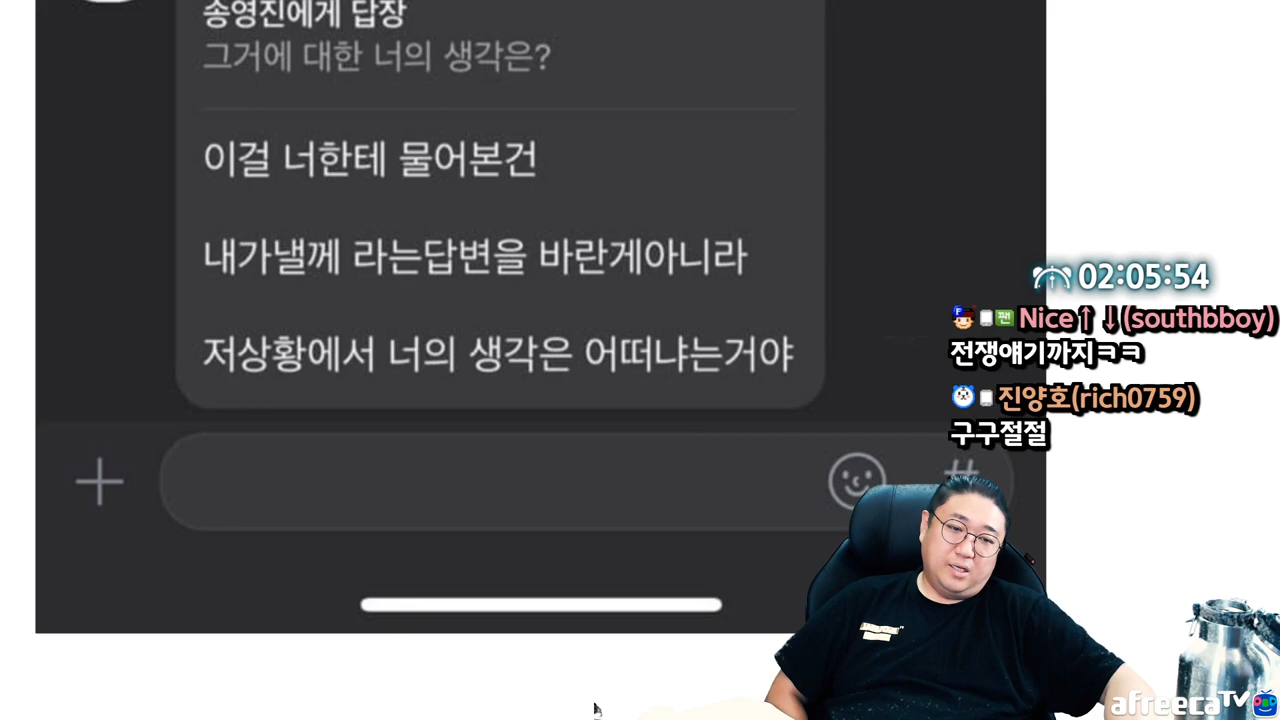 송영진에게 답장
그거에 대한 너의 생각은?
이걸 너한테 물어본건
내가낼께 라는답변을 바란게아니라
저상황에서 너의 생각은 어떠냐는거야
02:05:54
Nice↑↓(southbboy)
전쟁얘기까지ㅋㅋ
진양호(rich0759)
구구절절
#
afreecaTV